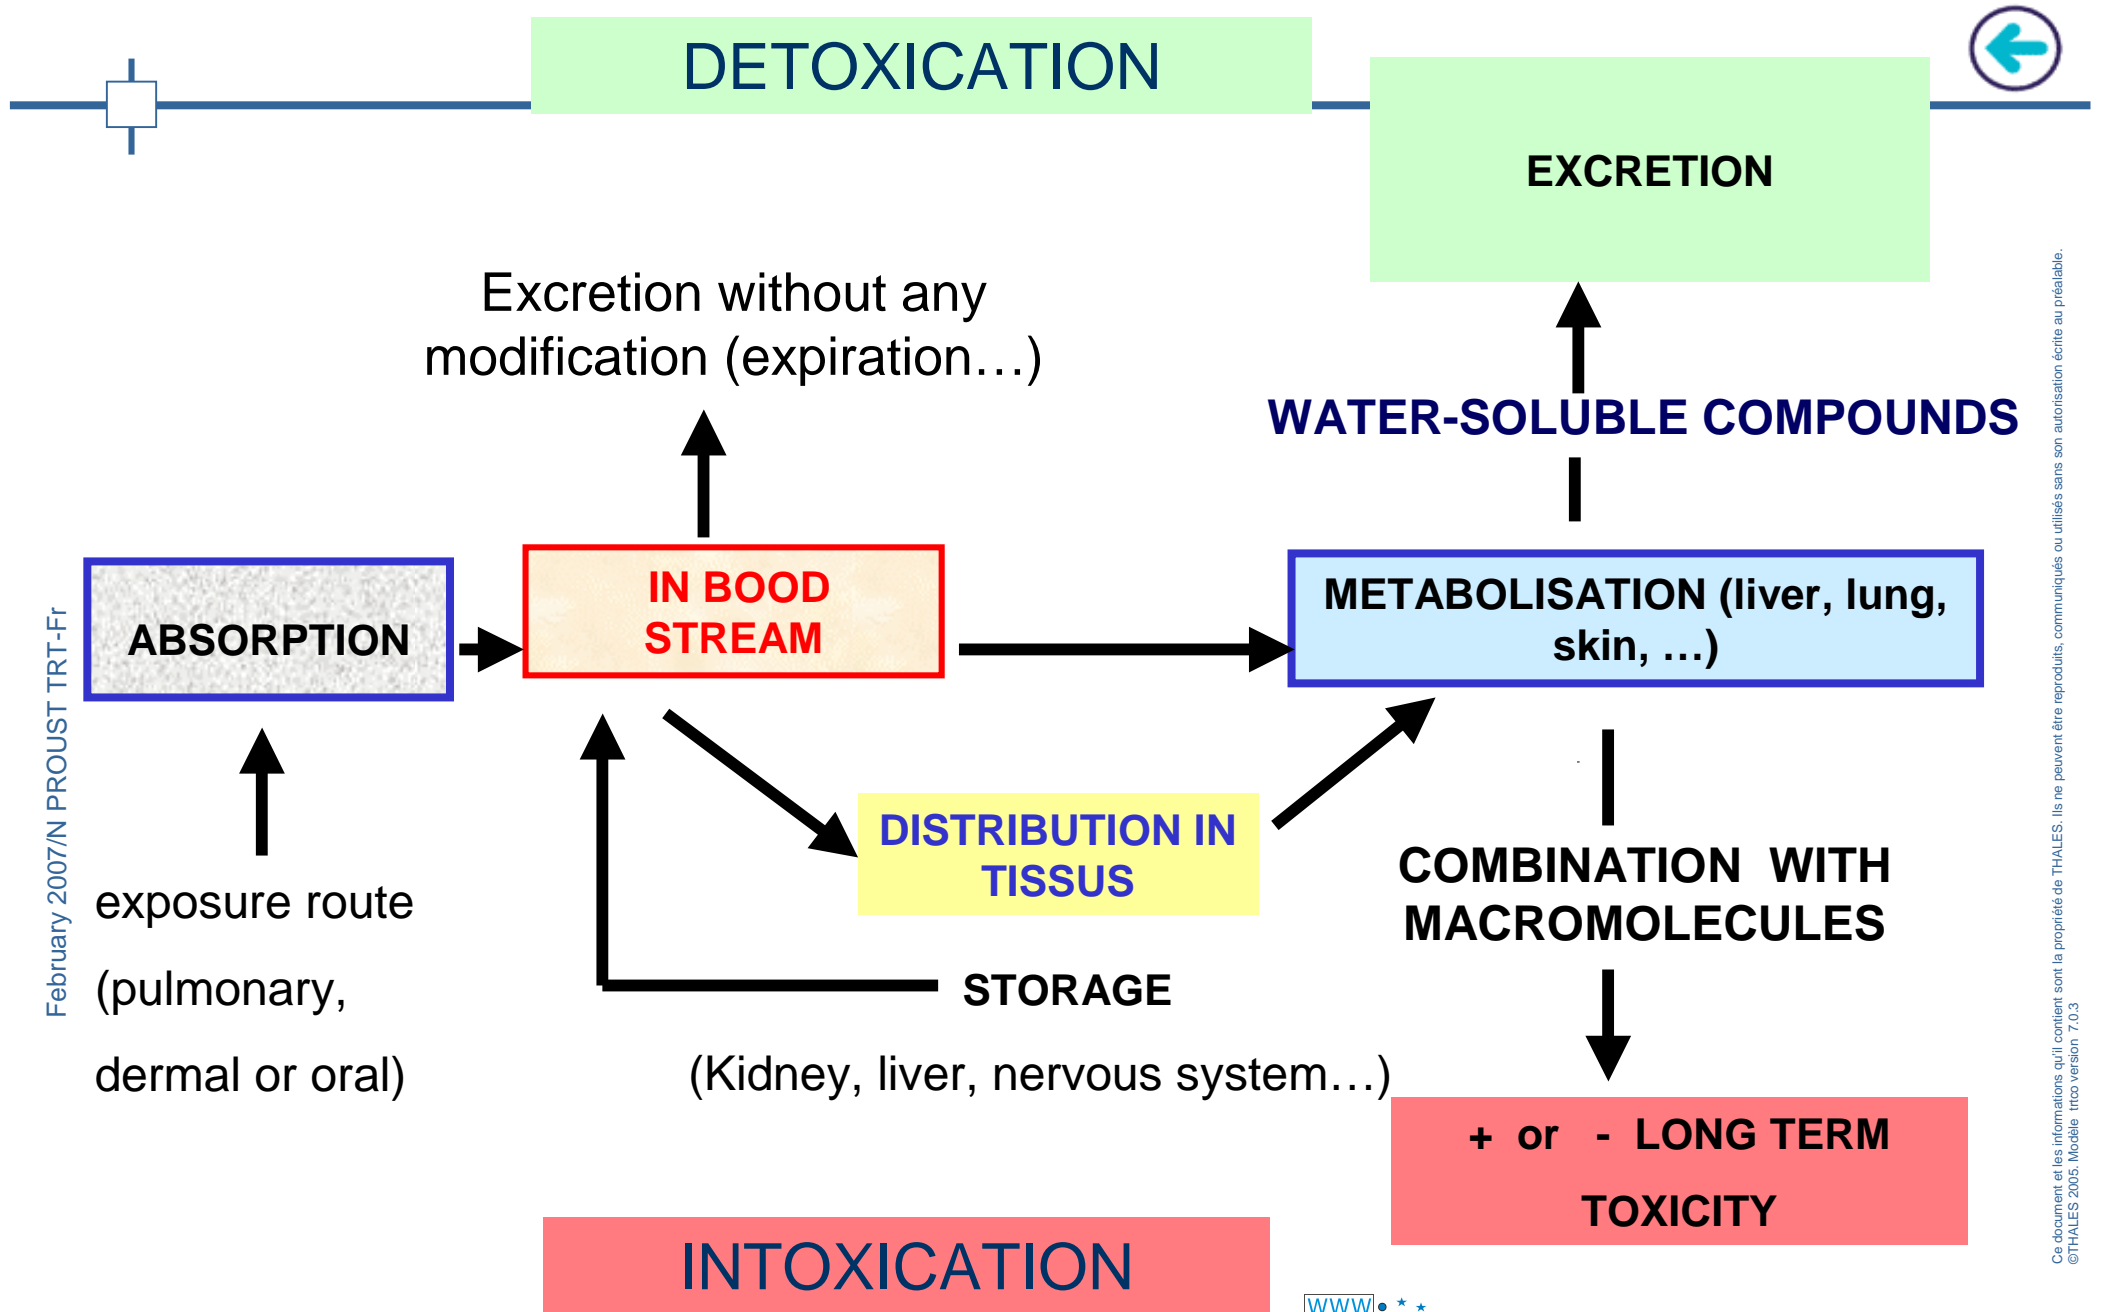 DETOXICATION
EXCRETION
Excretion without any
modification (expiration…)
WATER-SOLUBLE COMPOUNDS
ABSORPTION
IN BOOD
STREAM
METABOLISATION (liver, lung,
skin, …)
DISTRIBUTION IN
TISSUS
exposure route
(pulmonary,
dermal or oral)
STORAGE
(Kidney, liver, nervous system…)
COMBINATION WITH
MACROMOLECULES
+ or - LONG TERM
TOXICITY
INTOXICATION
February 2007/N PROUST TRT-Fr
Ce document et les informations qu'il contient sont la propriété de THALES. Ils ne peuvent être reproduits, communiqués ou utilisés sans son autorisation écrite au préalable.
©THALES 2005. Modèle trtco version 7.0.3
WWW